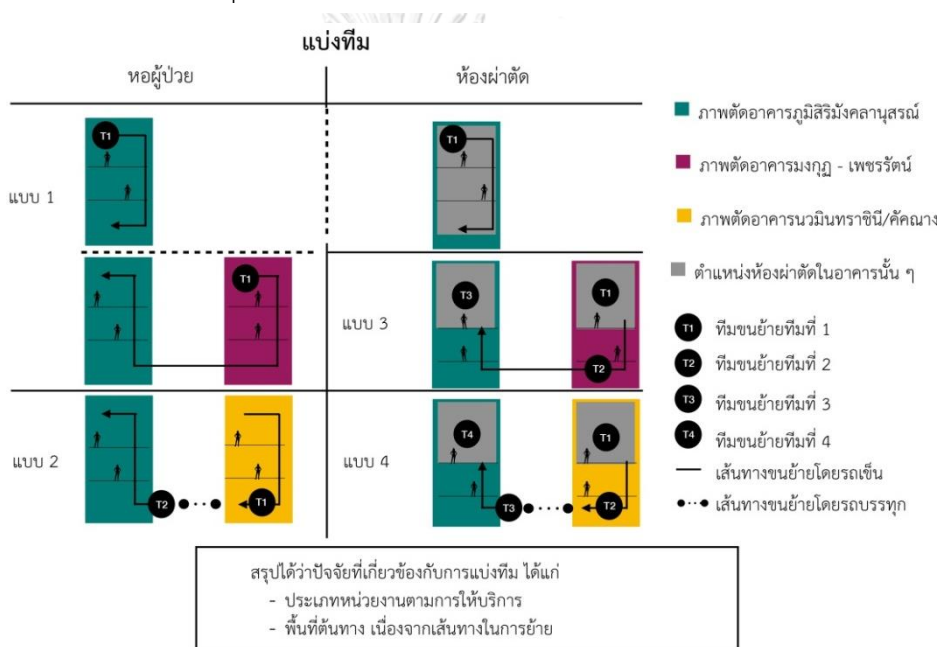 แบ่งทีม
หอผู้ป่วย
ห้องผ่าตัด
แบบ 1
T1
T1
T1
แบบ 3
T3
T1
T2
แบบ 2
T2
T1
แบบ 4
T4
T1
T3
T2
ภาพตัดอาคารภูมิสิริมังคลานุสรณ์
ภาพตัดอาคารมงกุฎ - เพชรรัตน์
ภาพตัดอาคารนวมินทราชินี/คัคณาง
ตำแหน่งห้องผ่าตัดในอาคารนั้น ๆ
T1 ทีมขนย้ายทีมที่ 1
T2 ทีมขนย้ายทีมที่ 2
T3 ทีมขนย้ายทีมที่ 3
T4 ทีมขนย้ายทีมที่ 4
เส้นทางขนย้ายโดยรถเข็น
เส้นทางขนย้ายโดยรถบรรทุก
สรุปได้ว่าปัจจัยที่เกี่ยวข้องกับการแบ่งทีม ได้แก่
- ประเภทหน่วยงานตามการให้บริการ
- พื้นที่ต้นทาง เนื่องจากเส้นทางในการย้าย